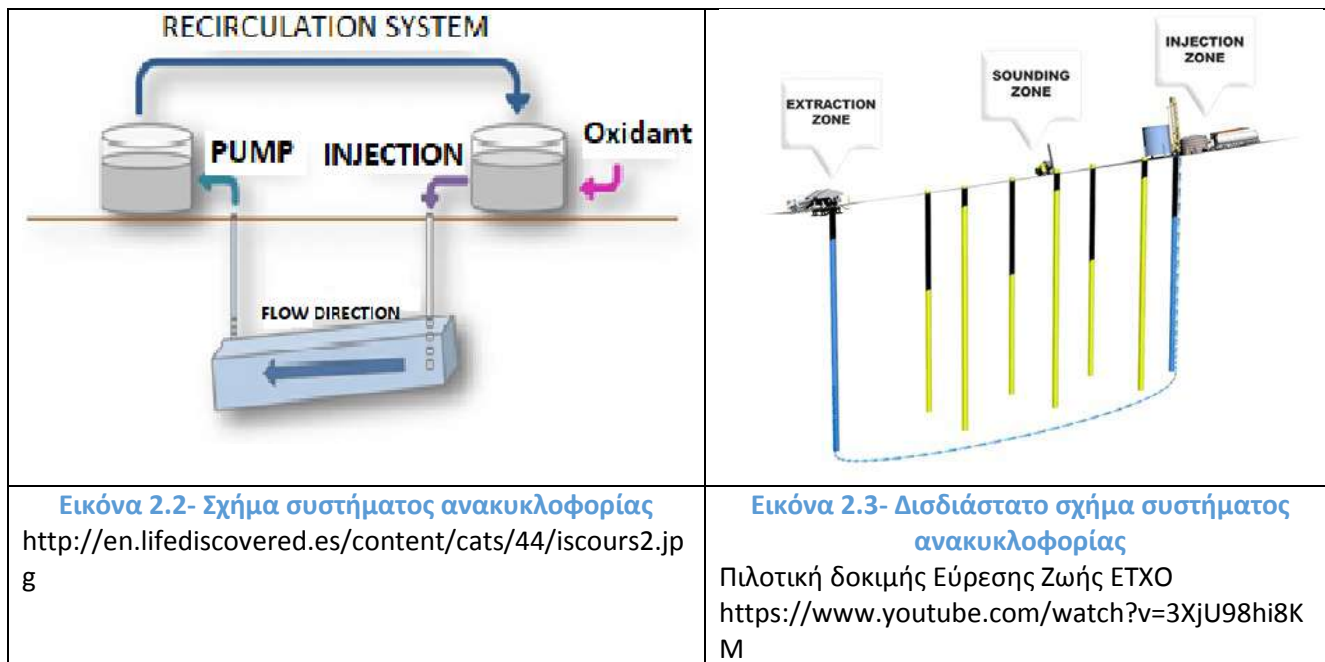 RECIRCULATION SYSTEM
PUMP
INJECTION
Oxidant
FLOW DIRECTION
EXTRACTION
ZONE
SOUNDING
ZONE
INJECTION
ZONE
Εικόνα 2.2- Σχήμα συστήματος ανακυκλοφορίας
http://en.lifediscovered.es/content/cats/44/iscours2.jp
g
Εικόνα 2.3- Δισδιάστατο σχήμα συστήματος
ανακυκλοφορίας
Πιλοτική δοκιμής Εύρεσης Ζωής ΕΤΧΟ
https://www.youtube.com/watch?v=3XjU98hi8K
M